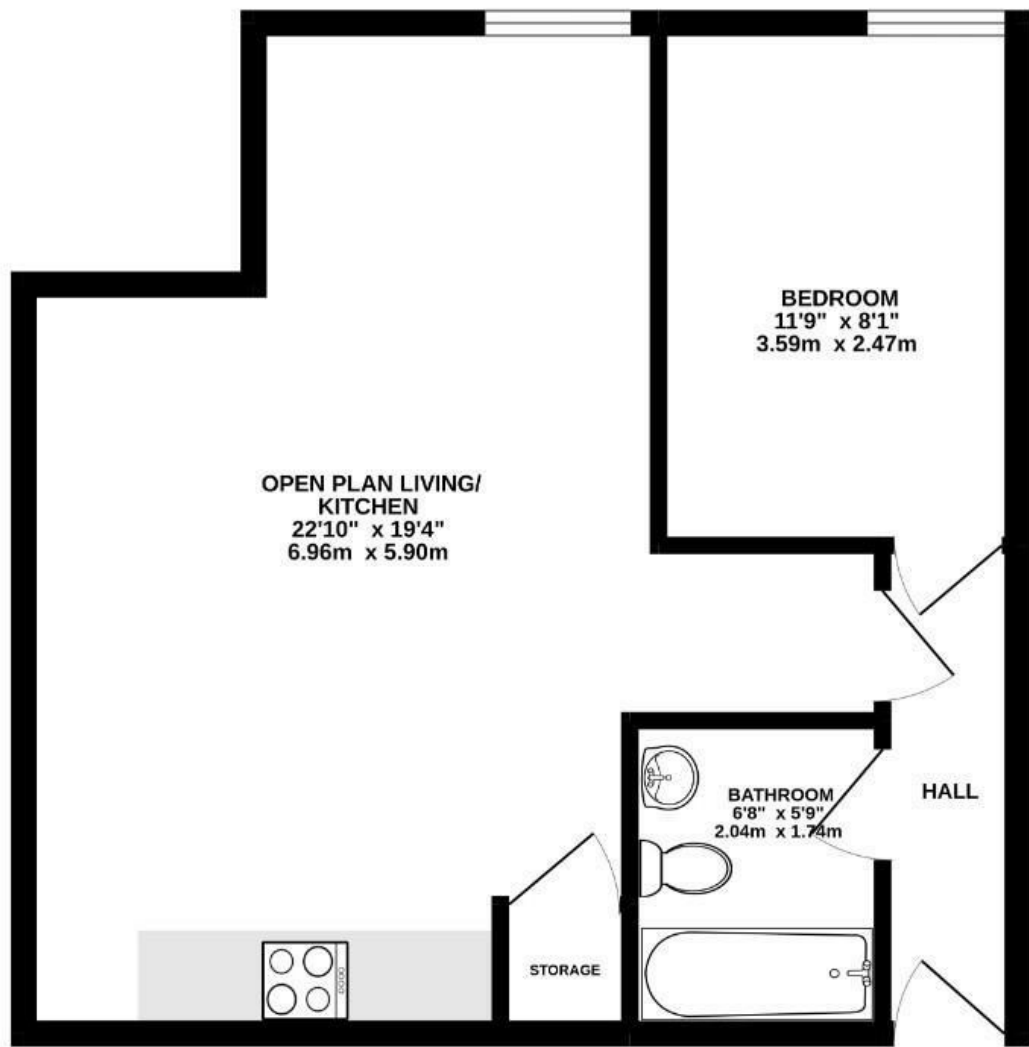 BEDROOM
11'9" x 8'1"
3.59m x 2.47m
OPEN PLAN LIVING/
KITCHEN
22'10" x 19'4"
6.96m x 5.90m
BATHROOM
6'8" x 5'9"
2.04m x 1.74m
HALL
STORAGE